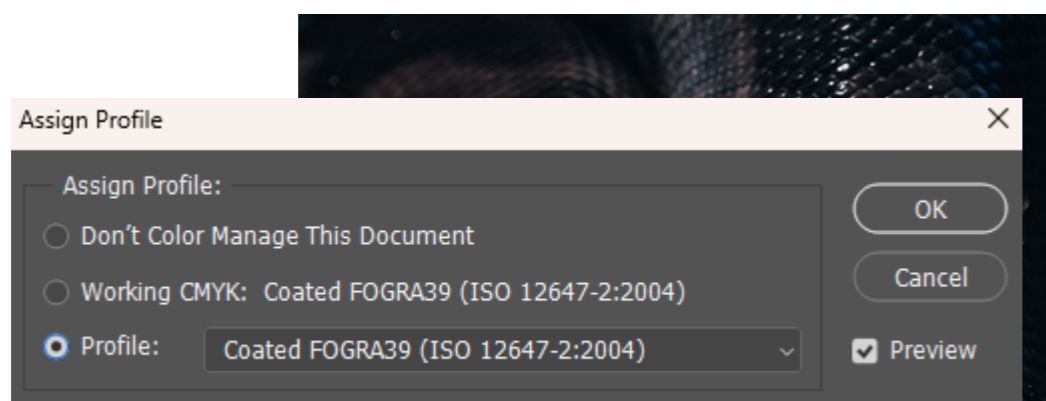 Assign Profile
Assign Profile:
Don't Color Manage This Document
Working CMYK: Coated FOGRA39 (ISO 12647-2:2004)
Profile: Coated FOGRA39 (ISO 12647-2:2004)
OK
Cancel
Preview